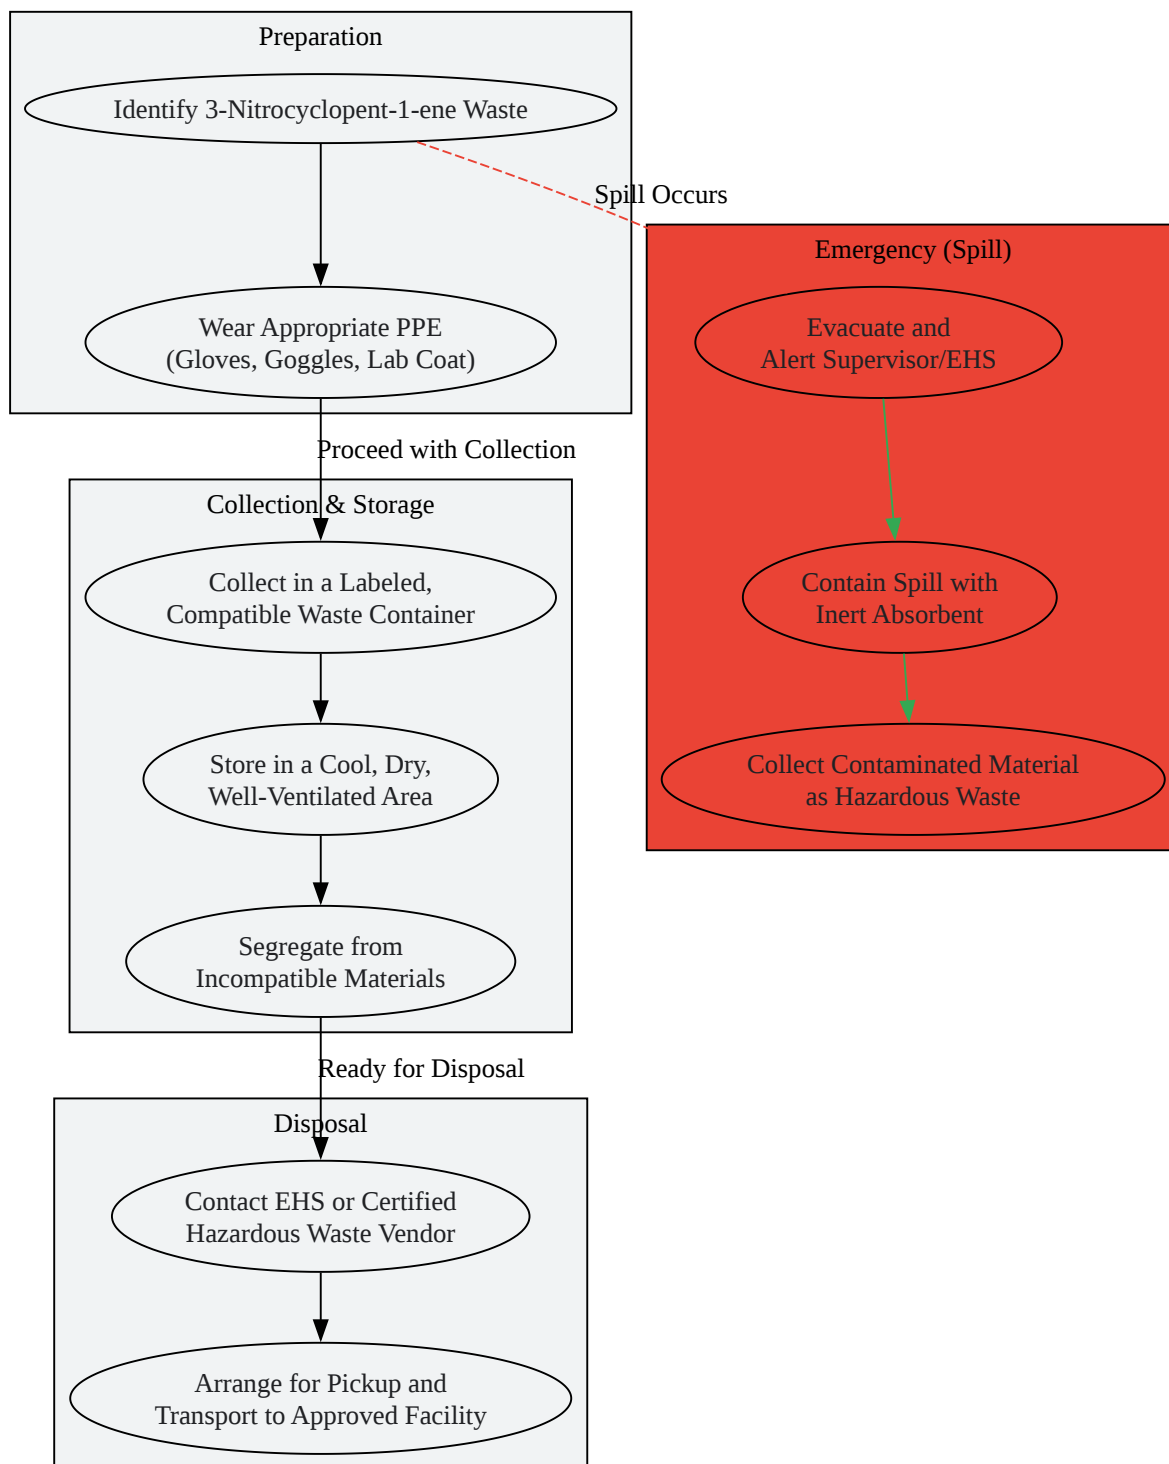 Preparation
Identify 3-Nitrocyclopent-1-ene Waste
Spill Occurs
Wear Appropriate PPE
(Gloves, Goggles, Lab Coat)
Proceed with Collection
Emergency (Spill)
Evacuate and
Alert Supervisor/EHS
Contain Spill with
Inert Absorbent
Collect Contaminated Material
as Hazardous Waste
Collection & Storage
Collect in a Labeled,
Compatible Waste Container
Store in a Cool, Dry,
Well-Ventilated Area
Segregate from
Incompatible Materials
Ready for Disposal
Disposal
Contact EHS or Certified
Hazardous Waste Vendor
Arrange for Pickup and
Transport to Approved Facility